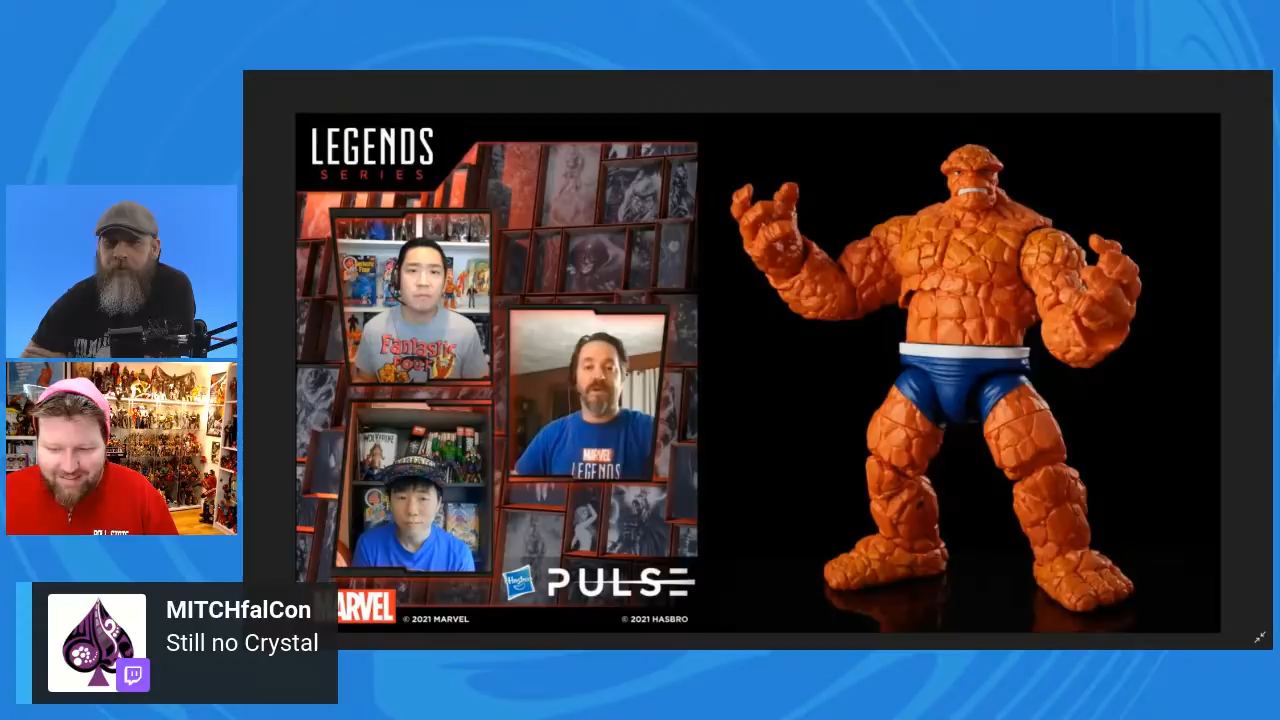 LEGENDS
SERIES
Fantastic
Four
MARVEL
LEGENDS
Hasbro
PULSE
MARVEL
© 2021 MARVEL
© 2021 HASBRO
MITCHfalCon
Still no Crystal